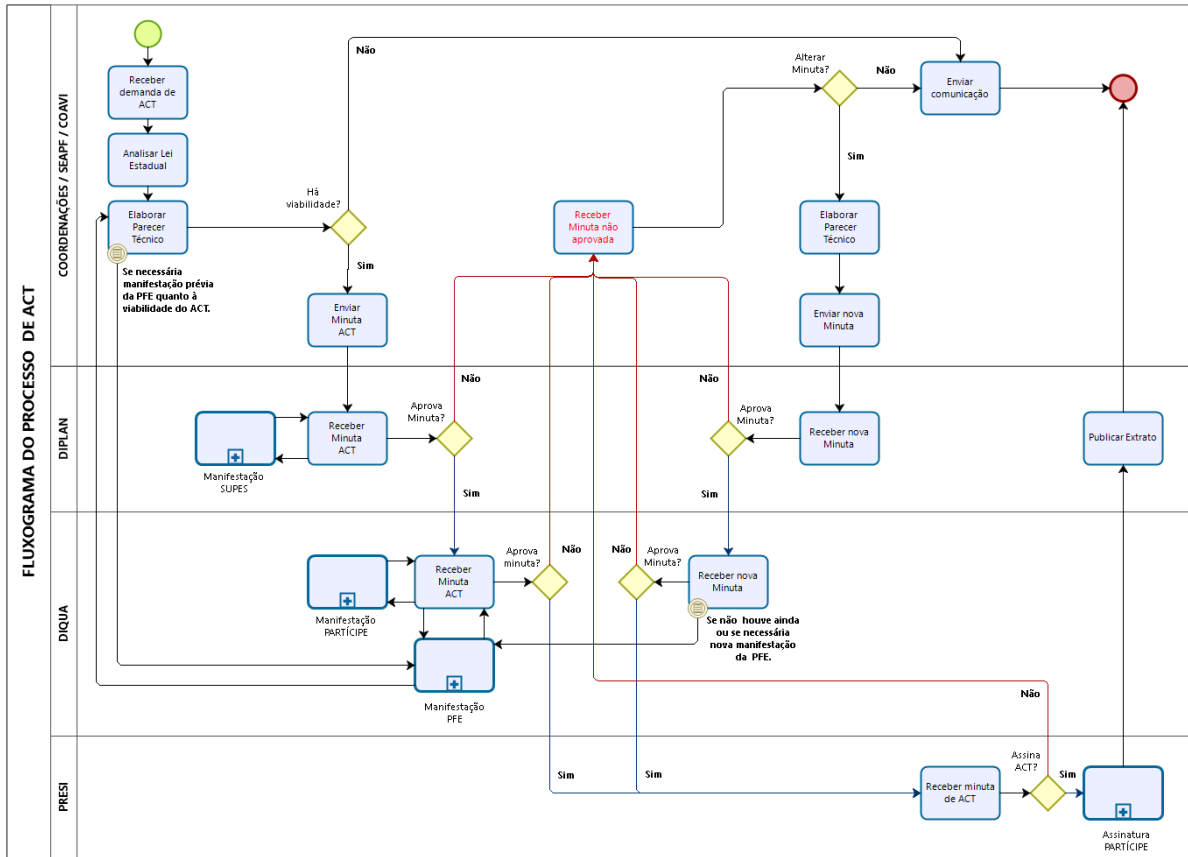 FLUXOGRAMA DO PROCESSO DE ACT
COORDENAÇÕES / SEAPF / COAVI
Receber
demanda de
ACT
Analisar Lei
Estadual
Elaborar
Parecer
Técnico
Se necessária
manifestação prévia
da PFE quanto à
viabilidade do ACT.
Há
viabilidade?
Não
Sim
Enviar
Minuta
ACT
Receber
Minuta não
aprovada
Alterar
Minuta?
Não
Sim
Enviar
comunicação
Elaborar
Parecer
Técnico
Enviar nova
Minuta
DIPLAN
Manifestação
SUPES
Receber
Minuta
ACT
Aprova
Minuta?
Não
Sim
Não
Aprova
Minuta?
Sim
Receber nova
Minuta
Publicar Extrato
DIQUA
Manifestação
PARTÍCIPE
Receber
Minuta
ACT
Aprova
minuta?
Não
Não
Aprova
Minuta?
Receber nova
Minuta
Se não houve ainda
ou se necessária
nova manifestação
da PFE.
Manifestação
PFE
Não
PRESI
Sim
Sim
Receber minuta
de ACT
Assina
ACT?
Sim
Assinatura
PARTÍCIPE